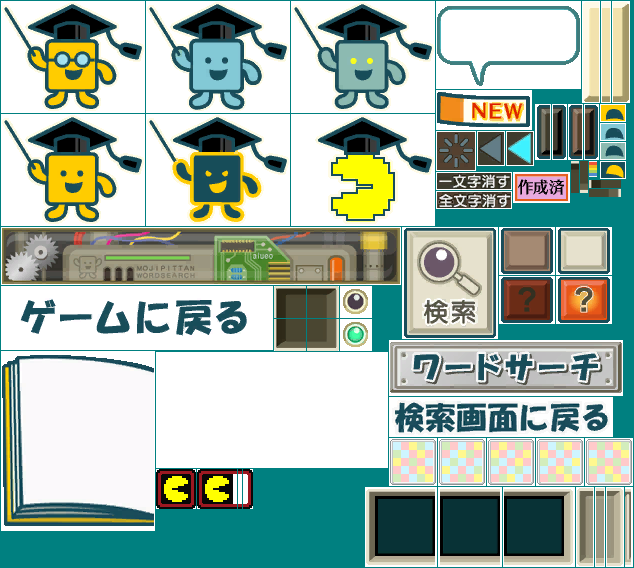 NEW
一文字消す
全文字消す
作成済
aiueo
MOJIPITTAN
WORDSEARCH
検索
? ?
ゲームに戻る
ワードサーチ
検索画面に戻る